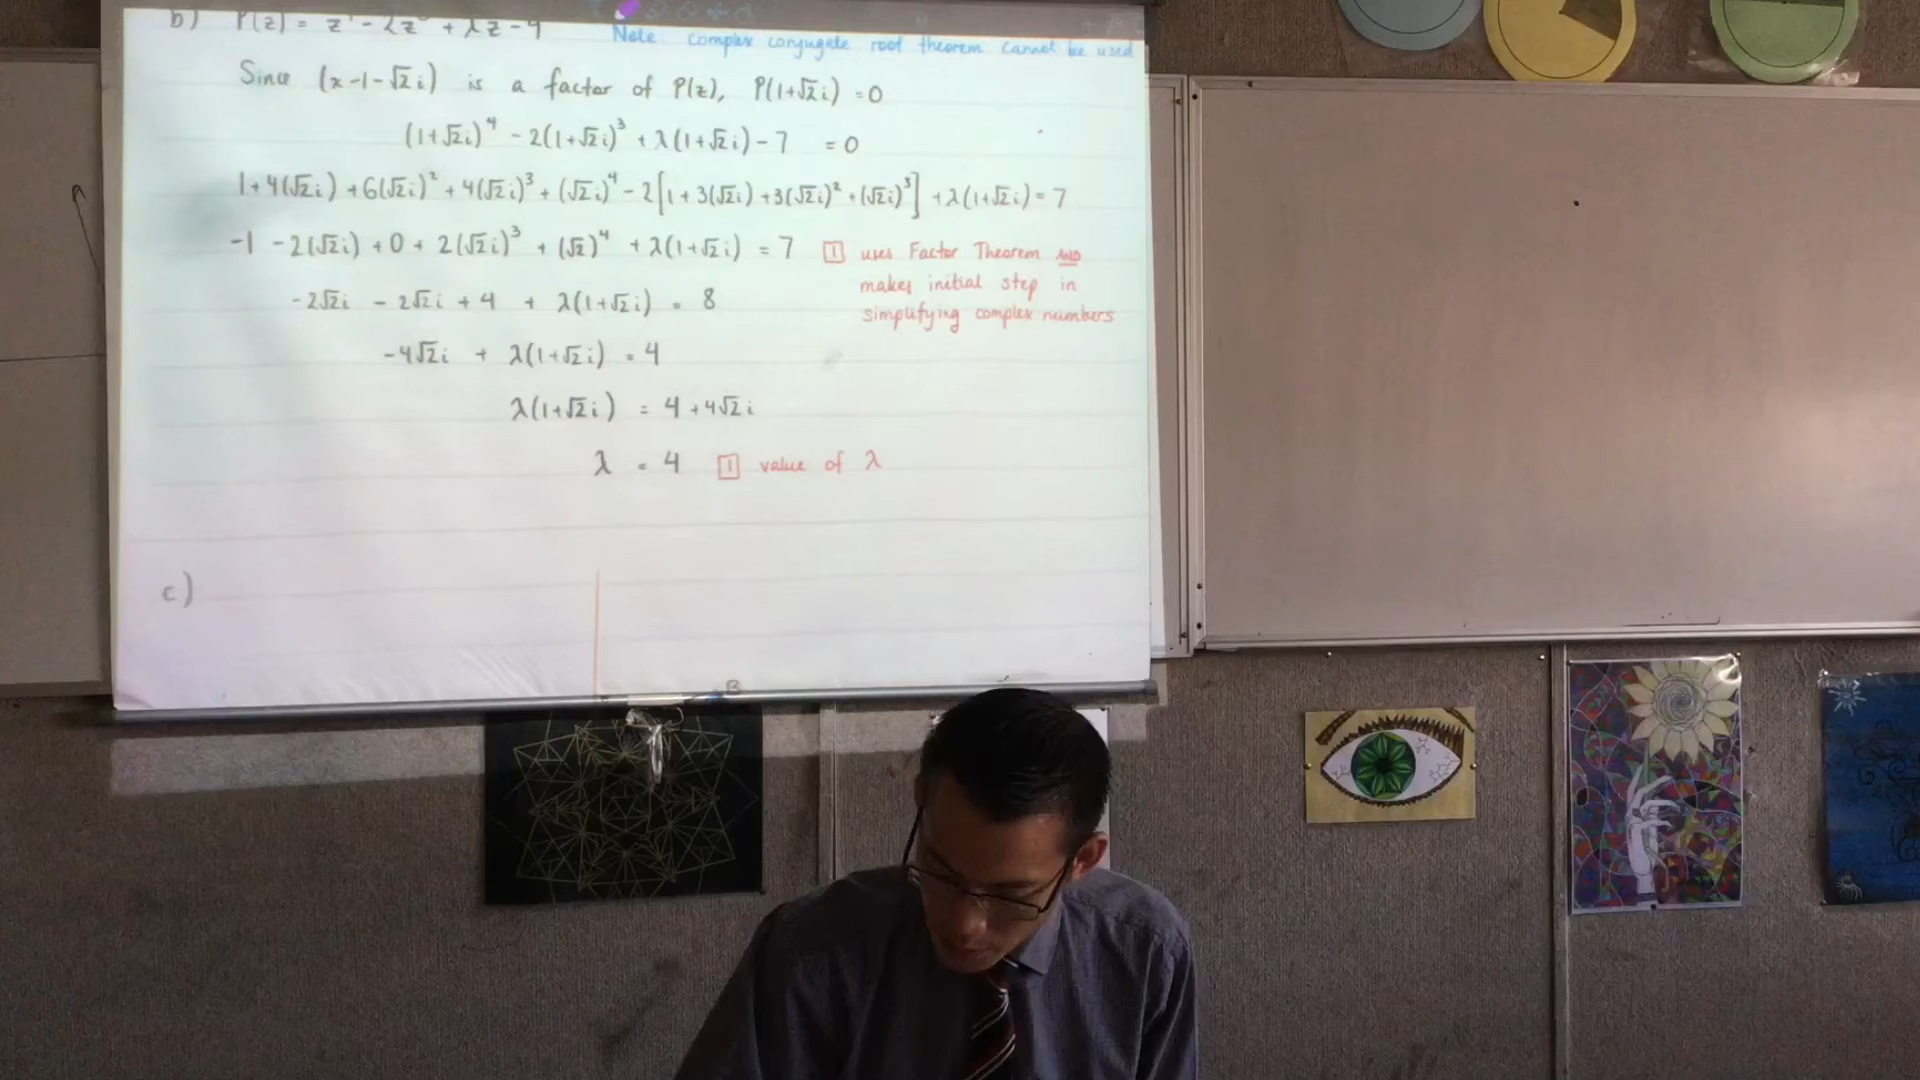 b) P(z) = z⁴ - 2z³ + λz - 7 Note: complex conjugate root theorem cannot be used
Since (x-1-√2i) is a factor of P(z), P(1+√2i) = 0
(1+√2i)⁴ - 2(1+√2i)³ + λ(1+√2i) - 7 = 0
1 + 4(√2i) + 6(√2i)² + 4(√2i)³ + (√2i)⁴ - 2[1 + 3(√2i) + 3(√2i)² + (√2i)³] + λ(1+√2i) = 7
-1 - 2(√2i) + 0 + 2(√2i)³ + (√2)⁴ + λ(1+√2i) = 7 [1] uses Factor Theorem AND
makes initial step in
simplifying complex numbers
-2√2i - 2√2i·2 + 4 + λ(1+√2i) = 8
-4√2i + λ(1+√2i) = 4
λ(1+√2i) = 4 + 4√2i
λ = 4 [1] value of λ
c)
B